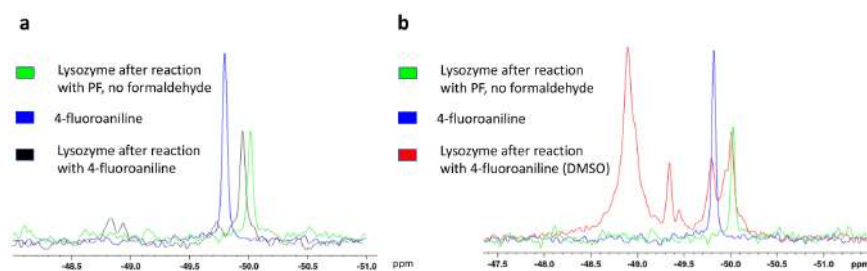 a
Lysozyme after reaction
with PF, no formaldehyde
4-fluoroaniline
Lysozyme after reaction
with 4-fluoroaniline
-48.5 -49.0 -49.5 -50.0 -50.5 -51.0 ppm
b
Lysozyme after reaction
with PF, no formaldehyde
4-fluoroaniline
Lysozyme after reaction
with 4-fluoroaniline (DMSO)
-47.5 -48.0 -48.5 -49.0 -49.5 -50.0 -50.5 -51.0 ppm